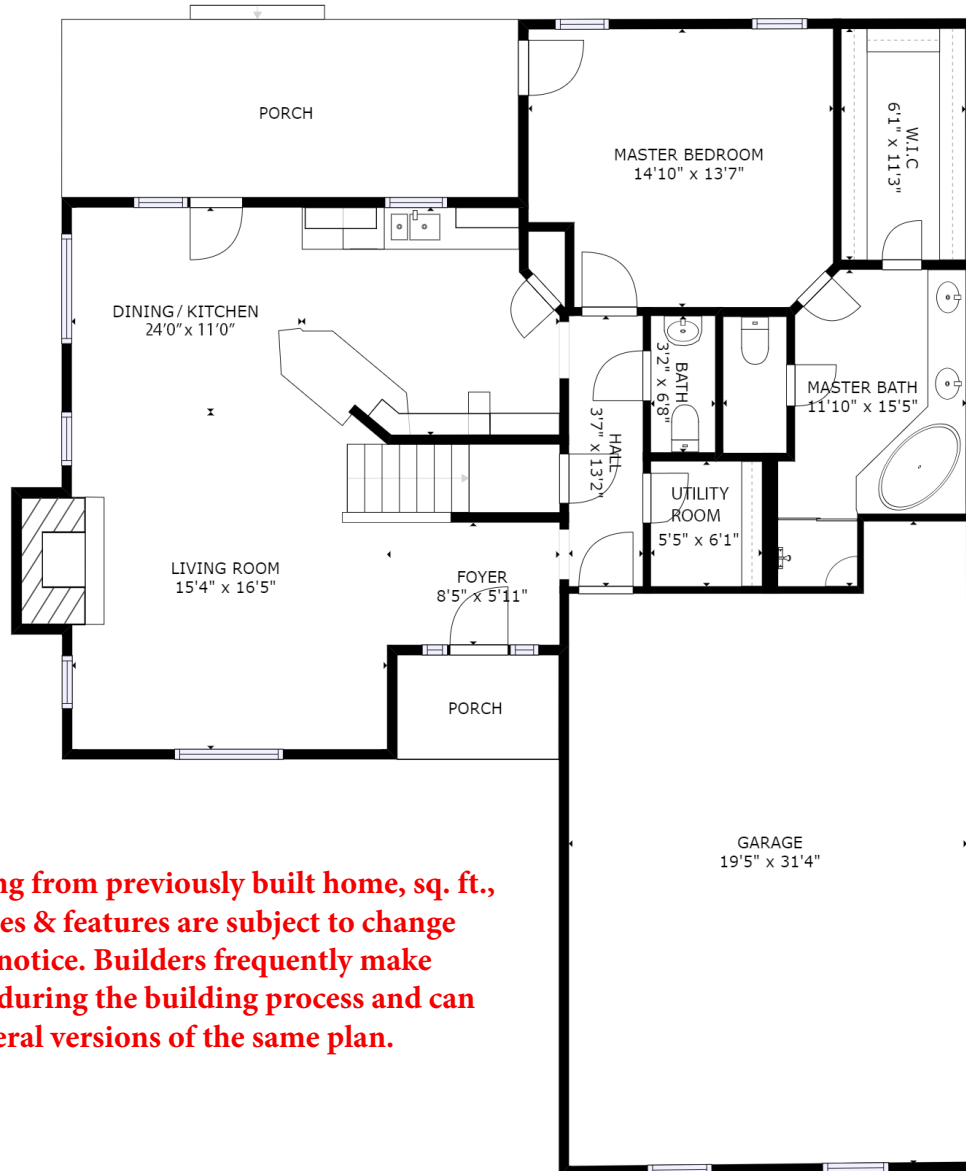 PORCH
MASTER BEDROOM
14'10" x 13'7"
W.I.C
6'1" x 11'3"
DINING / KITCHEN
24'0" x 11'0"
BATH
3'2" x 6'8"
HALL
3'7" x 13'2"
MASTER BATH
11'10" x 15'5"
UTILITY
ROOM
5'5" x 6'1"
LIVING ROOM
15'4" x 16'5"
FOYER
8'5" x 5'11"
PORCH
GARAGE
19'5" x 31'4"
ng from previously built home, sq. ft.,
es & features are subject to change
notice. Builders frequently make
during the building process and can
eral versions of the same plan.